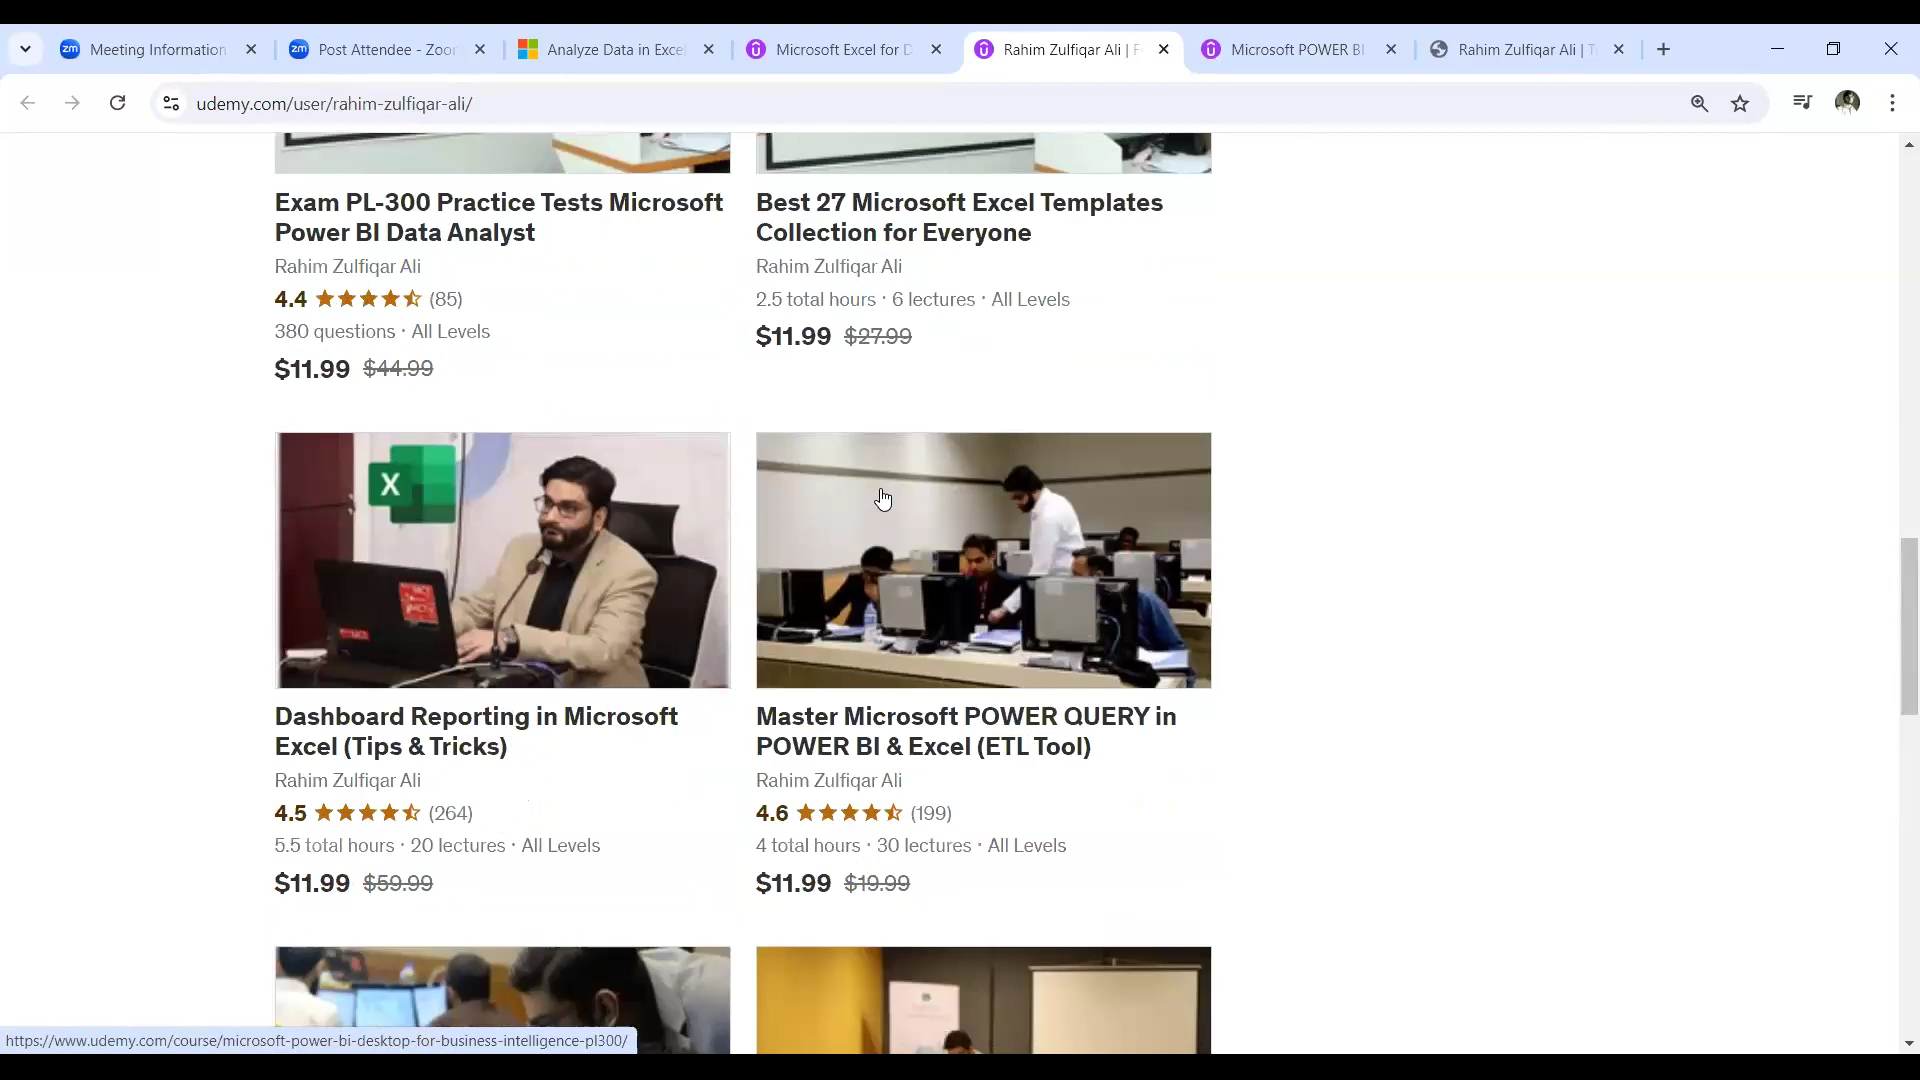 Meeting Information
Post Attendee - Zoo
Analyze Data in Exce
Microsoft Excel for D
Rahim Zulfiqar Ali | F
Microsoft POWER BI
Rahim Zulfiqar Ali | T
udemy.com/user/rahim-zulfiqar-ali/
Exam PL-300 Practice Tests Microsoft
Power BI Data Analyst
Rahim Zulfiqar Ali
4.4 (85)
380 questions · All Levels
$11.99 $44.99
Best 27 Microsoft Excel Templates
Collection for Everyone
Rahim Zulfiqar Ali
2.5 total hours · 6 lectures · All Levels
$11.99 $27.99
X
Dashboard Reporting in Microsoft
Excel (Tips & Tricks)
Rahim Zulfiqar Ali
4.5 (264)
5.5 total hours · 20 lectures · All Levels
$11.99 $59.99
Master Microsoft POWER QUERY in
POWER BI & Excel (ETL Tool)
Rahim Zulfiqar Ali
4.6 (199)
4 total hours · 30 lectures · All Levels
$11.99 $19.99
https://www.udemy.com/course/microsoft-power-bi-desktop-for-business-intelligence-pl300/